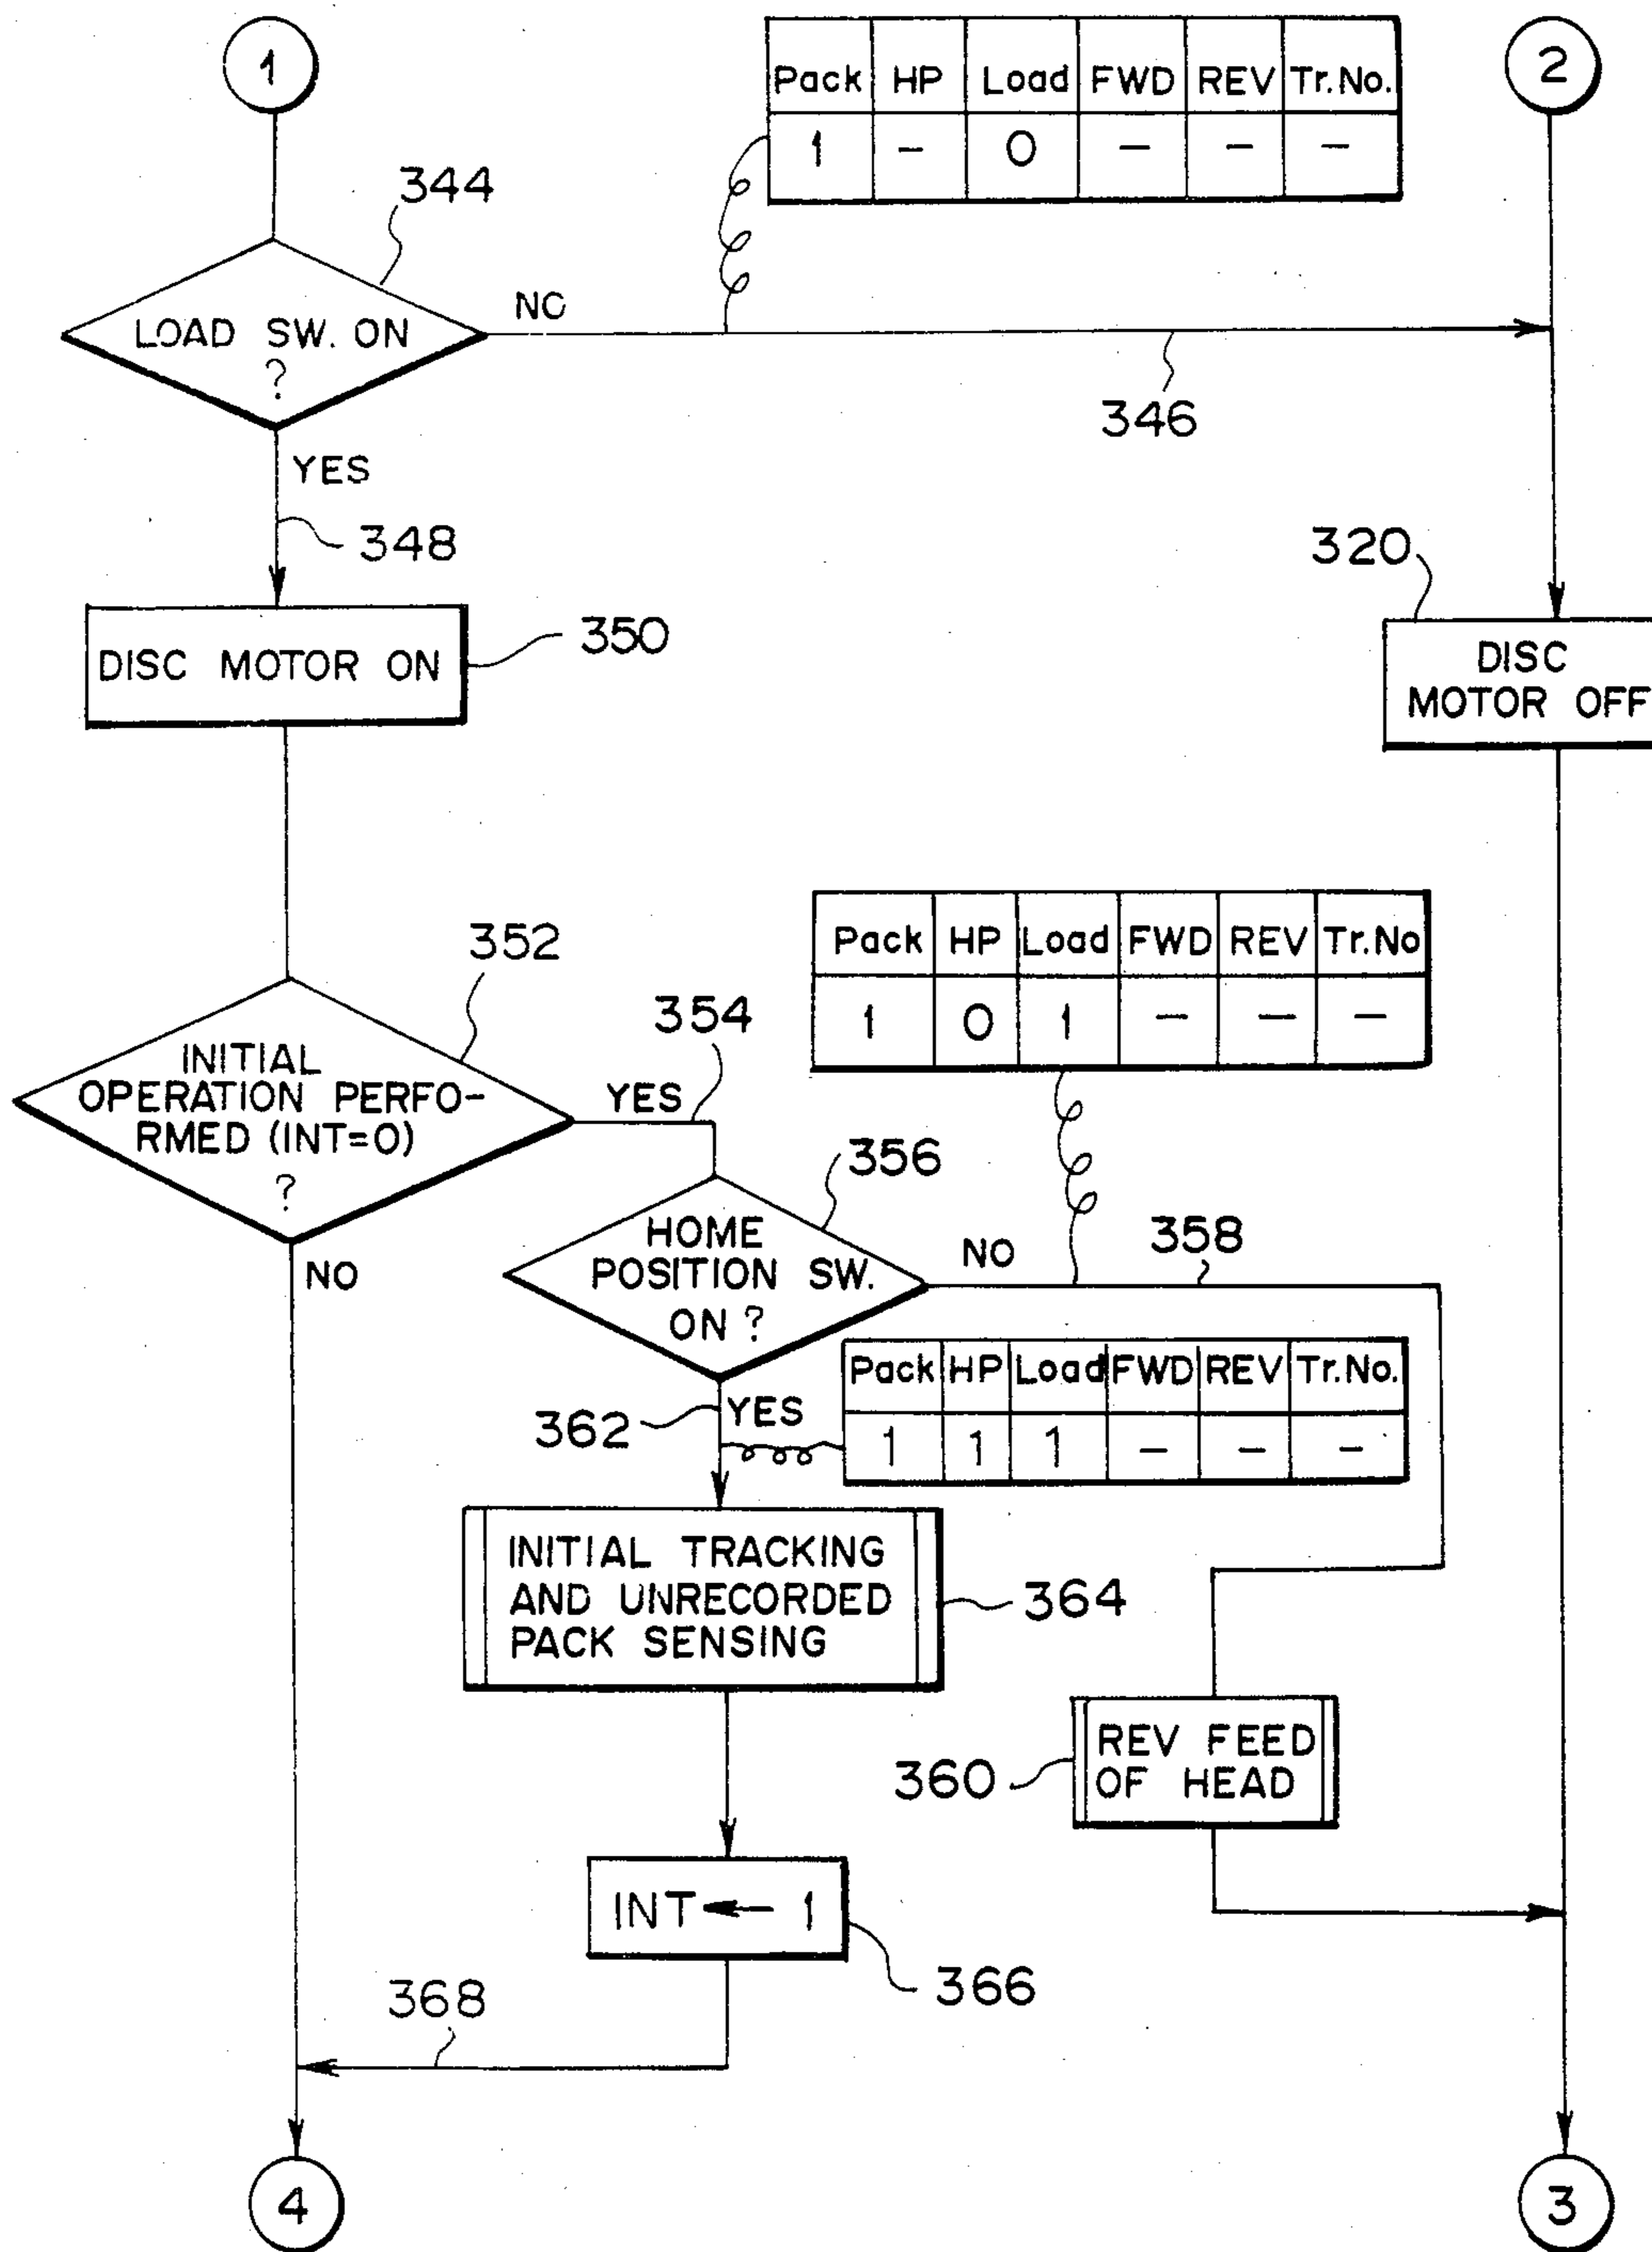 1
Pack HP Load FWD REV Tr.No.
1 - 0 - - -
2
344
LOAD SW. ON
?
NO
346
YES
348
320
DISC MOTOR ON
350
DISC
MOTOR OFF
352
Pack HP Load FWD REV Tr.No
1 0 1 - - -
354
INITIAL
OPERATION PERFO-
RMED (INT=0)
?
YES
356
HOME
POSITION SW.
ON ?
NO
358
NO
Pack HP Load FWD REV Tr.No.
1 1 1 - - -
362
YES
INITIAL TRACKING
AND UNRECORDED
PACK SENSING
364
REV FEED
OF HEAD
360
INT ← 1
366
368
4
3